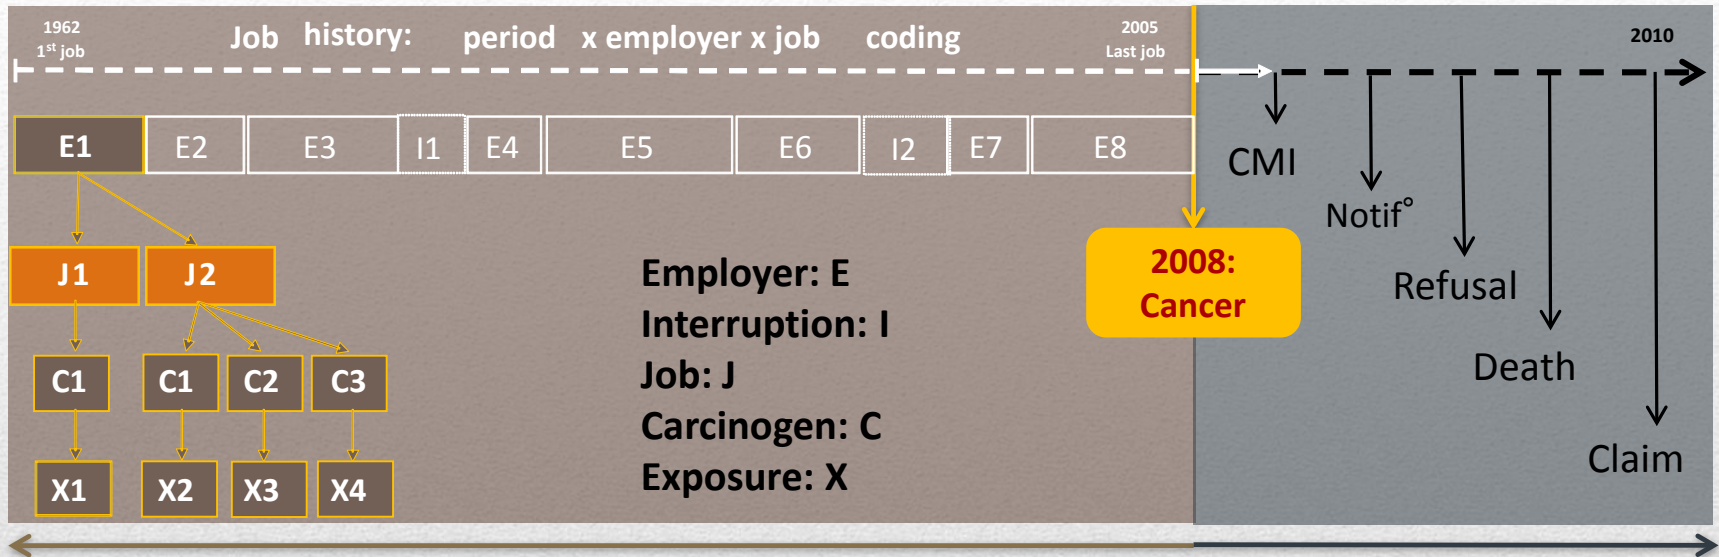 1962
1st job
Job history: period x employer x job coding
2005
Last job
2010
E1 E2 E3 I1 E4 E5 E6 I2 E7 E8
CMI
Notif°
Refusal
Death
Claim
2008:
Cancer
J1 J2
C1 C1 C2 C3
X1 X2 X3 X4
Employer: E
Interruption: I
Job: J
Carcinogen: C
Exposure: X